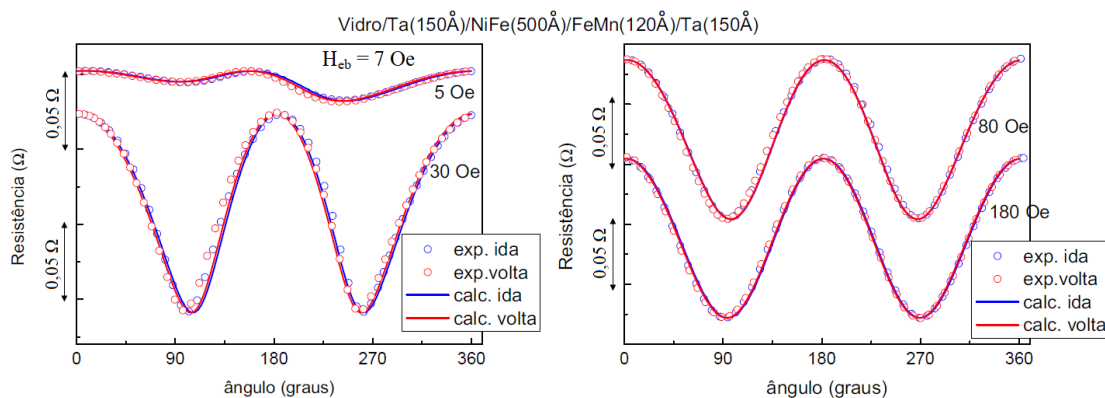 Vidro/Ta(150Å)/NiFe(500Å)/FeMn(120Å)/Ta(150Å)
Resistência (Ω)
0,05 Ω
0,05 Ω
H_eb = 7 Oe
5 Oe
30 Oe
exp. ida
exp.volta
calc. ida
calc. volta
0 90 180 270 360
ângulo (graus)
Resistência (Ω)
0,05 Ω
0,05 Ω
80 Oe
180 Oe
exp. ida
exp.volta
calc. ida
calc. volta
0 90 180 270 360
ângulo (graus)